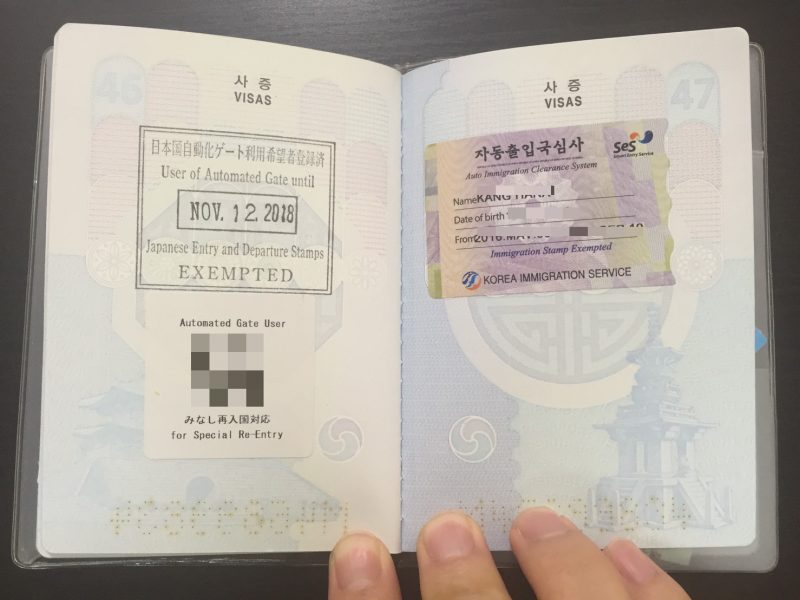 46
사 증
VISAS
日本国自動化ゲート利用希望者登録済
User of Automated Gate until
NOV. 12. 2018
Japanese Entry and Departure Stamps
EXEMPTED
Automated Gate User
みなし再入国対応
for Special Re-Entry
사 증
VISAS
47
자동출입국심사
SeS
Smart Entry Service
Auto Immigration Clearance System
Name KANG
Date of birth
From 2016.MAY.
Immigration Stamp Exempted
KOREA IMMIGRATION SERVICE